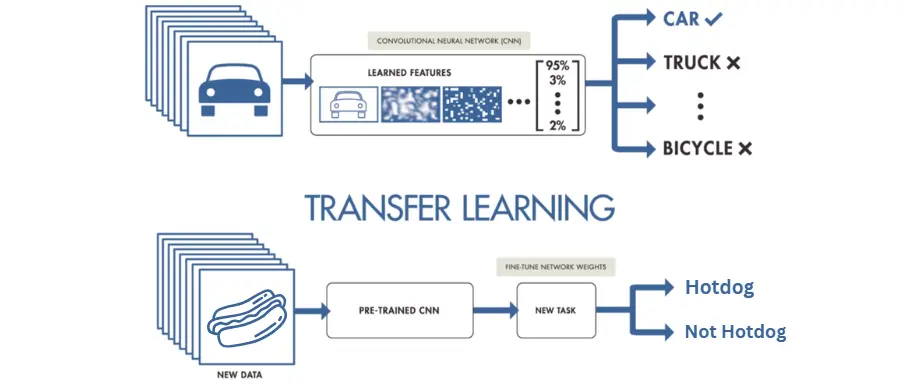 CONVOLUTIONAL NEURAL NETWORK (CNN)
LEARNED FEATURES
95%
3%
2%
CAR
TRUCK
BICYCLE
TRANSFER LEARNING
FINE-TUNE NETWORK WEIGHTS
PRE-TRAINED CNN
NEW TASK
Hotdog
Not Hotdog
NEW DATA